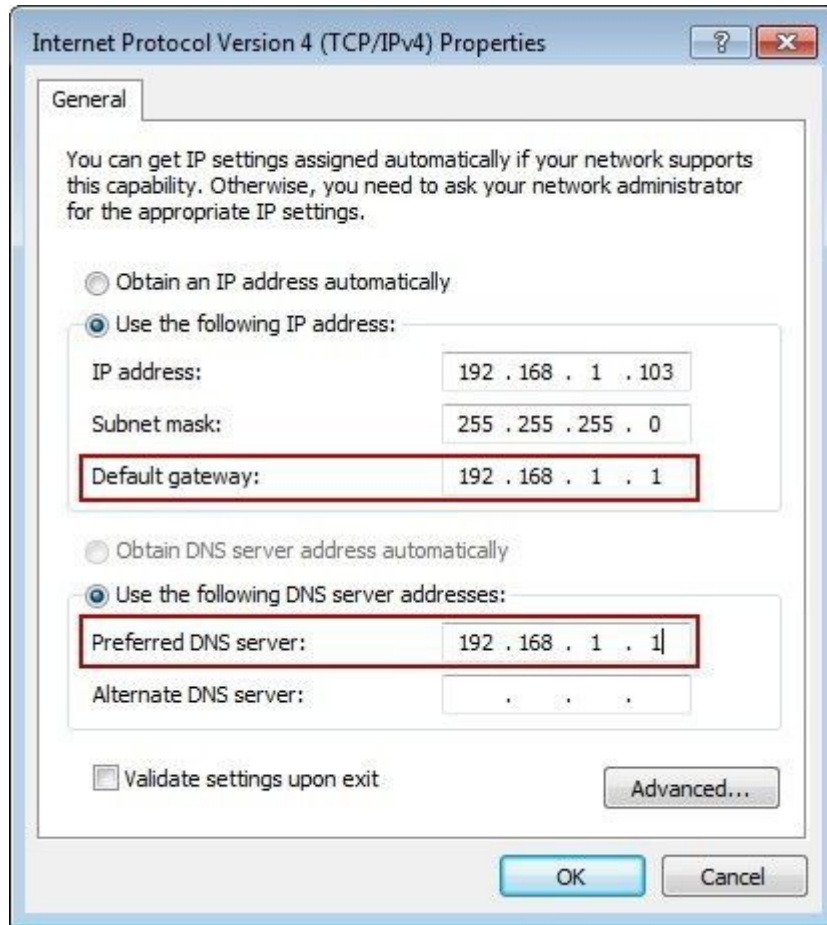 Internet Protocol Version 4 (TCP/IPv4) Properties
General
You can get IP settings assigned automatically if your network supports
this capability. Otherwise, you need to ask your network administrator
for the appropriate IP settings.
Obtain an IP address automatically
Use the following IP address:
IP address: 192 . 168 . 1 . 103
Subnet mask: 255 . 255 . 255 . 0
Default gateway: 192 . 168 . 1 . 1
Obtain DNS server address automatically
Use the following DNS server addresses:
Preferred DNS server: 192 . 168 . 1 . 1
Alternate DNS server: . . .
Validate settings upon exit
Advanced...
OK Cancel